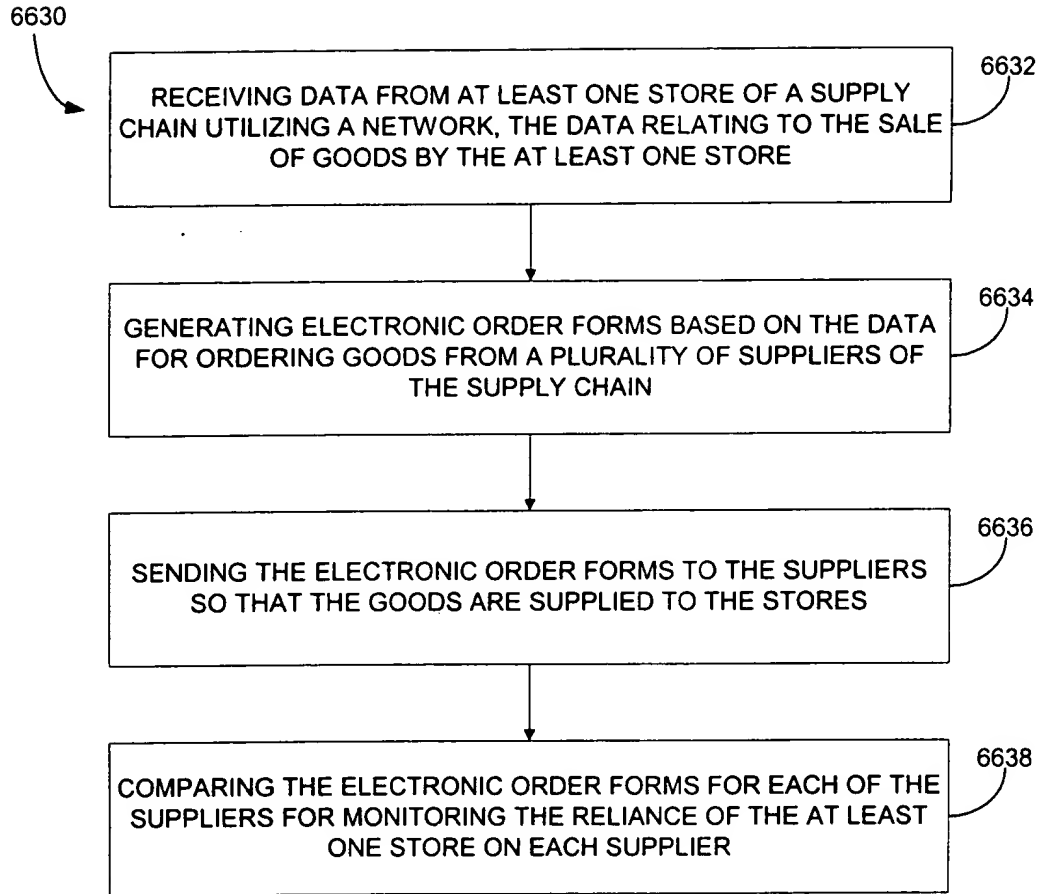 6630
6632
RECEIVING DATA FROM AT LEAST ONE STORE OF A SUPPLY
CHAIN UTILIZING A NETWORK, THE DATA RELATING TO THE SALE
OF GOODS BY THE AT LEAST ONE STORE
6634
GENERATING ELECTRONIC ORDER FORMS BASED ON THE DATA
FOR ORDERING GOODS FROM A PLURALITY OF SUPPLIERS OF
THE SUPPLY CHAIN
6636
SENDING THE ELECTRONIC ORDER FORMS TO THE SUPPLIERS
SO THAT THE GOODS ARE SUPPLIED TO THE STORES
6638
COMPARING THE ELECTRONIC ORDER FORMS FOR EACH OF THE
SUPPLIERS FOR MONITORING THE RELIANCE OF THE AT LEAST
ONE STORE ON EACH SUPPLIER